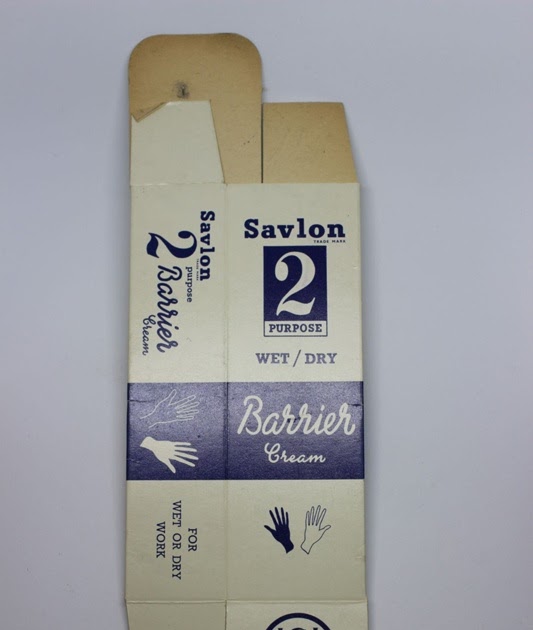 Savlon
TRADE MARK
2
PURPOSE
WET / DRY
Barrier
Cream
Savlon
2
purpose
Barrier
Cream
FOR
WET OR DRY
WORK